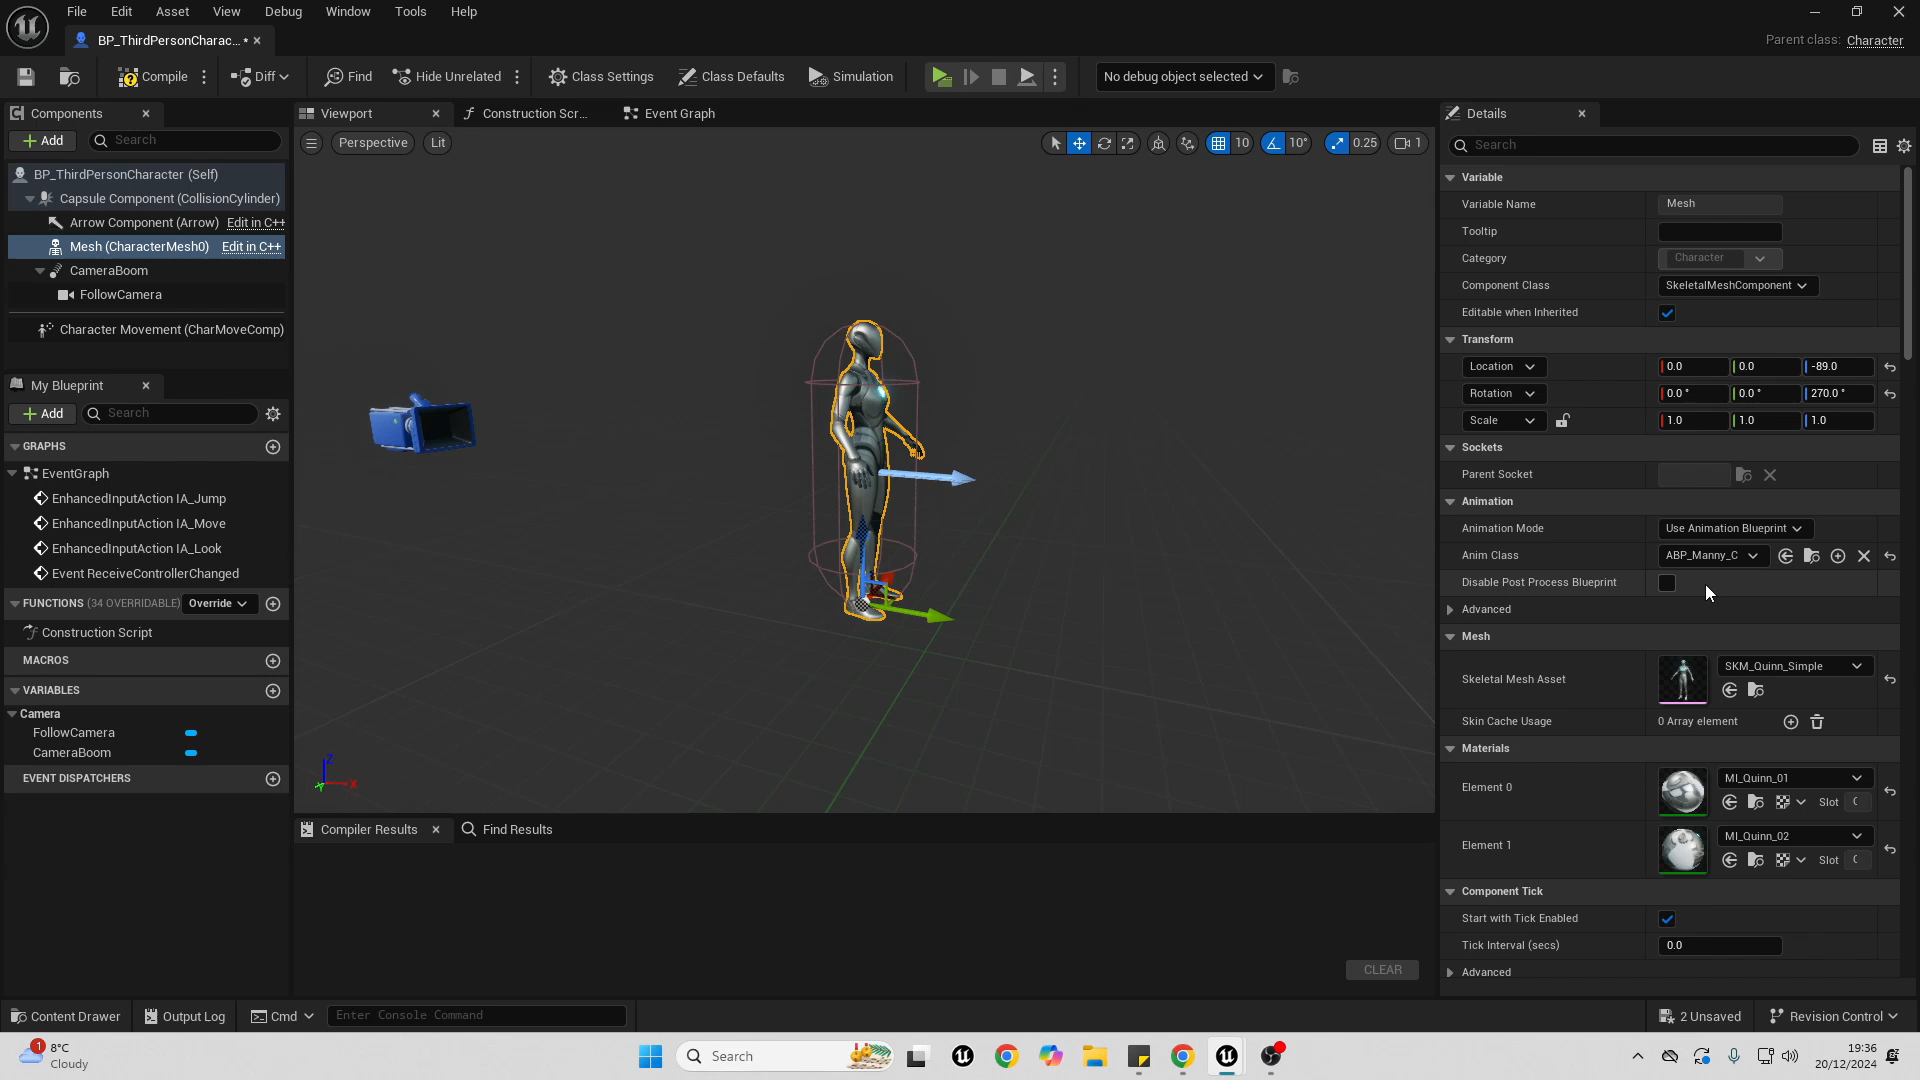 File Edit Asset View Debug Window Tools Help
BP_ThirdPersonCharac... •
Parent class: Character
Compile Diff Find Hide Unrelated Class Settings Class Defaults Simulation No debug object selected
Components
Add Search
BP_ThirdPersonCharacter (Self)
Capsule Component (CollisionCylinder)
Arrow Component (Arrow) Edit in C++
Mesh (CharacterMesh0) Edit in C++
CameraBoom
FollowCamera
Character Movement (CharMoveComp)
My Blueprint
Add Search
GRAPHS
EventGraph
EnhancedInputAction IA_Jump
EnhancedInputAction IA_Move
EnhancedInputAction IA_Look
Event ReceiveControllerChanged
FUNCTIONS (34 OVERRIDABLE) Override
Construction Script
MACROS
VARIABLES
Camera
FollowCamera
CameraBoom
EVENT DISPATCHERS
Viewport Construction Scr... Event Graph
Perspective Lit 10 10° 0.25 1
Z
X
Y
Compiler Results Find Results
CLEAR
Details
Search
Variable
Variable Name Mesh
Tooltip
Category Character
Component Class SkeletalMeshComponent
Editable when Inherited
Transform
Location 0.0 0.0 -89.0
Rotation 0.0 ° 0.0 ° 270.0 °
Scale 1.0 1.0 1.0
Sockets
Parent Socket
Animation
Animation Mode Use Animation Blueprint
Anim Class ABP_Manny_C
Disable Post Process Blueprint
Advanced
Mesh
Skeletal Mesh Asset SKM_Quinn_Simple
Skin Cache Usage 0 Array element
Materials
Element 0 MI_Quinn_01
Slot
Element 1 MI_Quinn_02
Slot
Component Tick
Start with Tick Enabled
Tick Interval (secs) 0.0
Advanced
Content Drawer Output Log Cmd Enter Console Command 2 Unsaved Revision Control
1 8°C
Cloudy
Search
19:36
20/12/2024